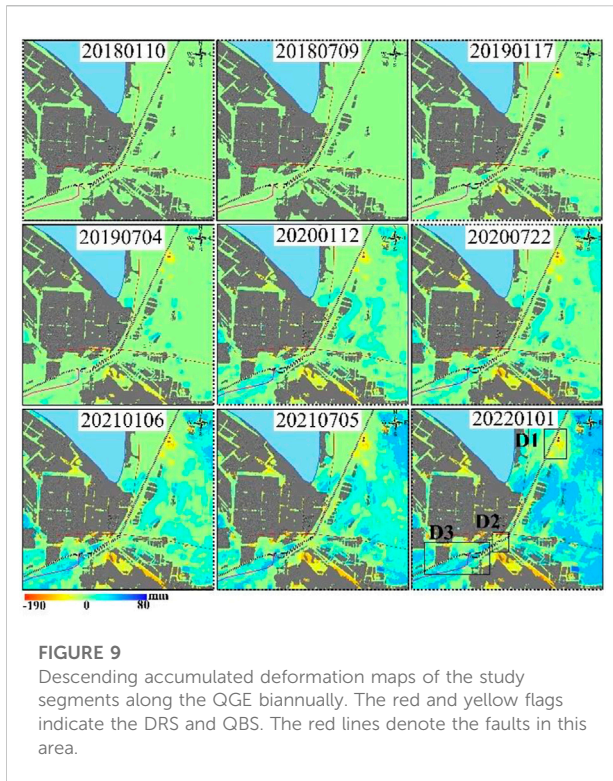 20180110 20180709 20190117
20190704 20200112 20200722
20210106 20210705 20220101
D1
D2
D3
mm
-190 0 80
FIGURE 9
Descending accumulated deformation maps of the study
segments along the QGE biannually. The red and yellow flags
indicate the DRS and QBS. The red lines denote the faults in this
area.